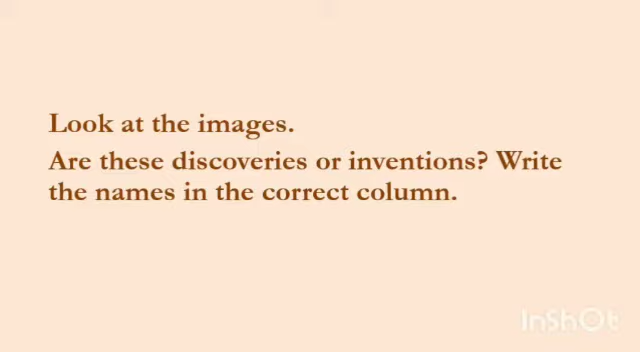 Look at the images.
Are these discoveries or inventions? Write
the names in the correct column.
InShOt